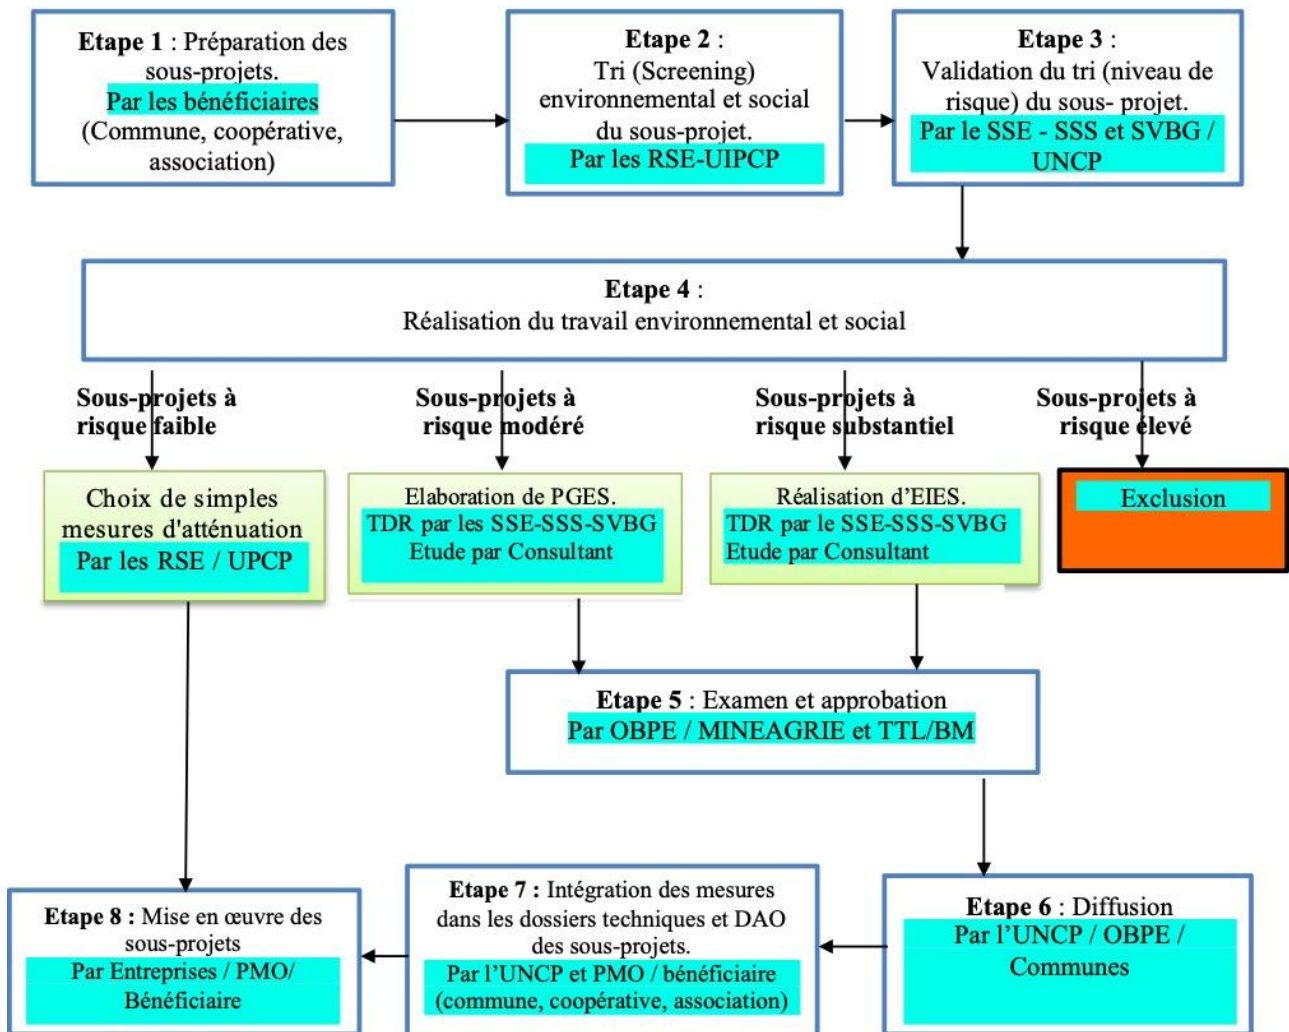 Etape 1 : Préparation des
sous-projets.
Par les bénéficiaires
(Commune, coopérative,
association)
Etape 2 :
Tri (Screening)
environnemental et social
du sous-projet.
Par les RSE-UIPCP
Etape 3 :
Validation du tri (niveau de
risque) du sous- projet.
Par le SSE - SSS et SVBG /
UNCP
Etape 4 :
Réalisation du travail environnemental et social
Sous-projets à
risque faible
Sous-projets à
risque modéré
Sous-projets à
risque substantiel
Sous-projets à
risque élevé
Choix de simples
mesures d'atténuation
Par les RSE / UPCP
Elaboration de PGES.
TDR par les SSE-SSS-SVBG
Etude par Consultant
Réalisation d’EIES.
TDR par le SSE-SSS-SVBG
Etude par Consultant
Exclusion
Etape 5 : Examen et approbation
Par OBPE / MINEAGRIE et TTL/BM
Etape 6 : Diffusion
Par l’UNCP / OBPE /
Communes
Etape 7 : Intégration des mesures
dans les dossiers techniques et DAO
des sous-projets.
Par l’UNCP et PMO / bénéficiaire
(commune, coopérative, association)
Etape 8 : Mise en œuvre des
sous-projets
Par Entreprises / PMO/
Bénéficiaire